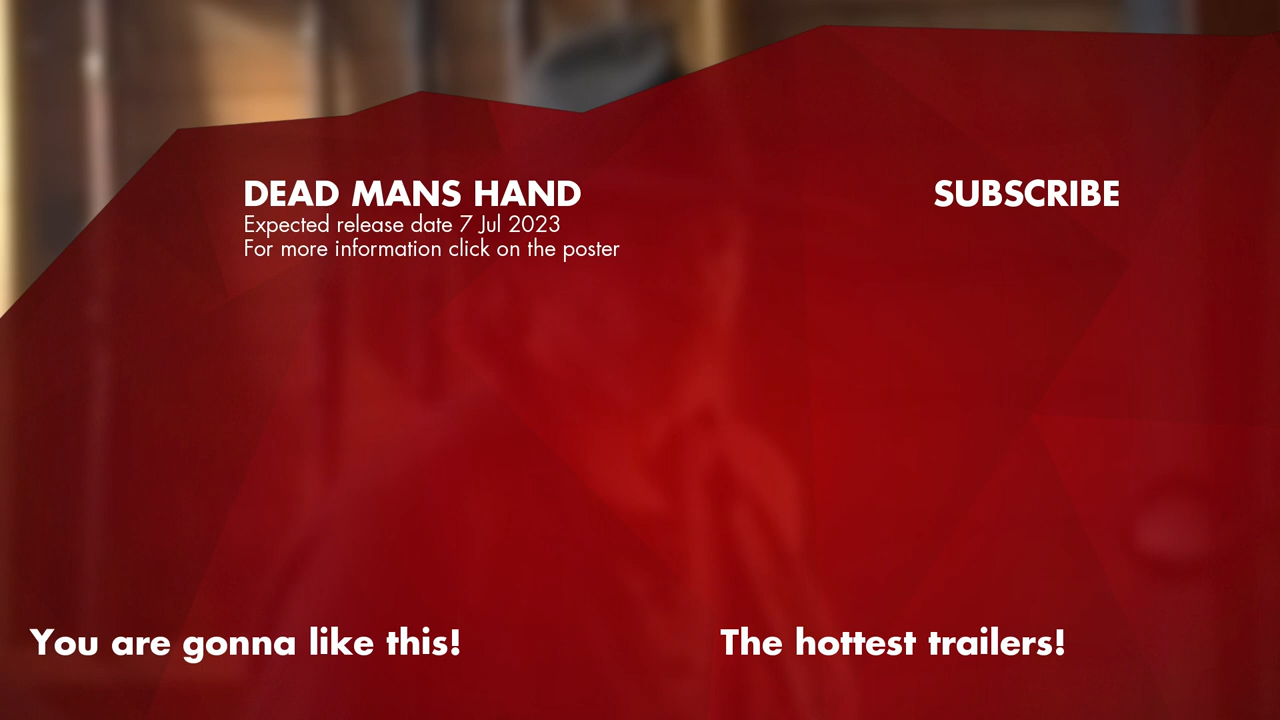 DEAD MANS HAND
Expected release date 7 Jul 2023
For more information click on the poster
SUBSCRIBE
You are gonna like this!
The hottest trailers!